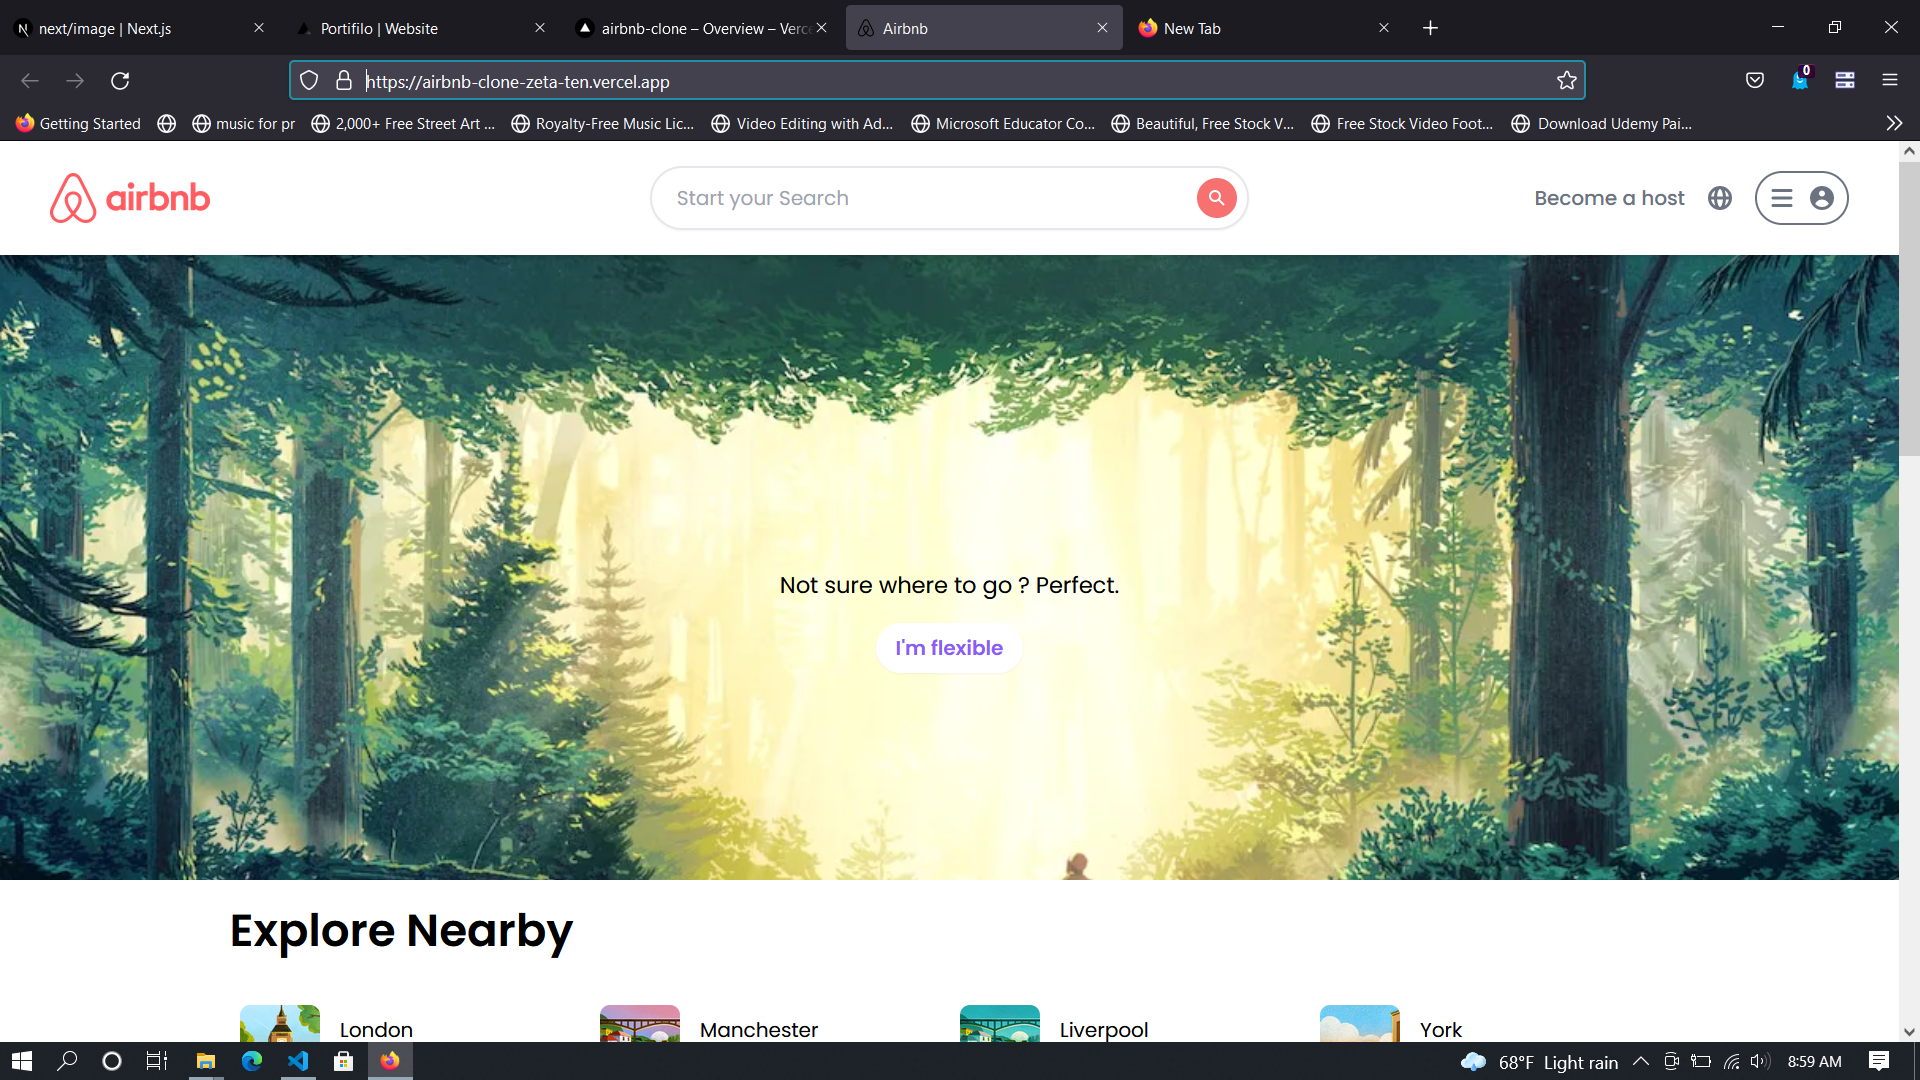 next/image | Next.js
Portifilo | Website
airbnb-clone – Overview – Verce
Airbnb
New Tab
https://airbnb-clone-zeta-ten.vercel.app
0
Getting Started
music for pr
2,000+ Free Street Art ...
Royalty-Free Music Lic...
Video Editing with Ad...
Microsoft Educator Co...
Beautiful, Free Stock V...
Free Stock Video Foot...
Download Udemy Pai...
airbnb
Start your Search
Become a host
Not sure where to go ? Perfect.
I'm flexible
Explore Nearby
London
Manchester
Liverpool
York
68°F Light rain
8:59 AM